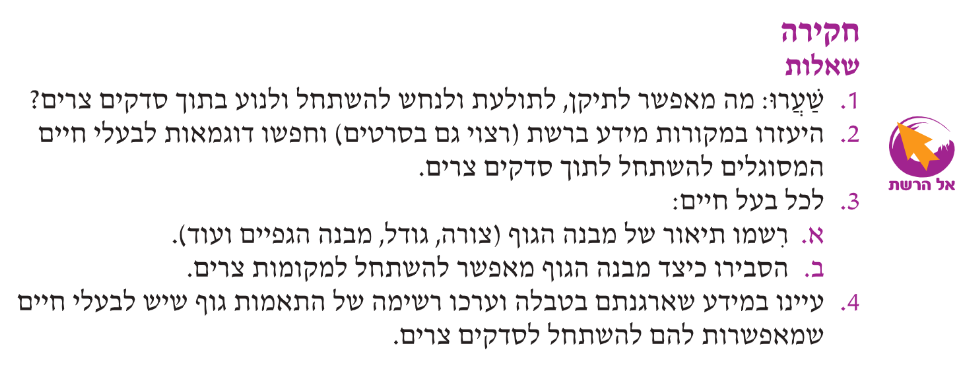 חקירה
שאלות
1. שַׁעֲרוּ: מה מאפשר לתיקן, לתולעת ולנחש להשתחל ולנוע בתוך סדקים צרים?
2. היעזרו במקורות מידע ברשת (רצוי גם בסרטים) וחפשו דוגמאות לבעלי חיים
המסוגלים להשתחל לתוך סדקים צרים.
אל הרשת
3. לכל בעל חיים:
א. רִשמו תיאור של מבנה הגוף (צורה, גודל, מבנה הגפיים ועוד).
ב. הסבירו כיצד מבנה הגוף מאפשר להשתחל למקומות צרים.
4. עיינו במידע שארגנתם בטבלה וערכו רשימה של התאמות גוף שיש לבעלי חיים
שמאפשרות להם להשתחל לסדקים צרים.